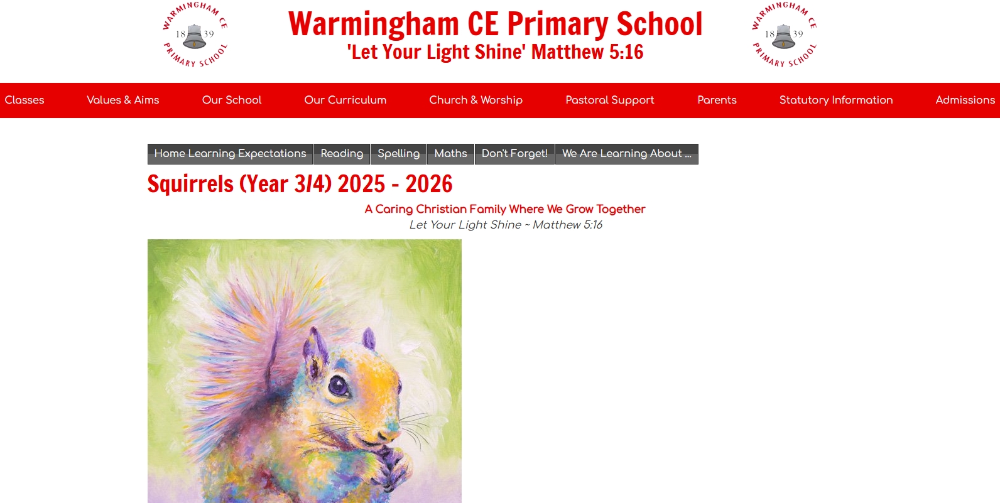 WARMINGHAM CE
18 39
PRIMARY SCHOOL
Warmingham CE Primary School
'Let Your Light Shine' Matthew 5:16
WARMINGHAM CE
18 39
PRIMARY SCHOOL
Classes Values & Aims Our School Our Curriculum Church & Worship Pastoral Support Parents Statutory Information Admissions
Home Learning Expectations Reading Spelling Maths Don't Forget! We Are Learning About ...
Squirrels (Year 3/4) 2025 - 2026
A Caring Christian Family Where We Grow Together
Let Your Light Shine ~ Matthew 5:16